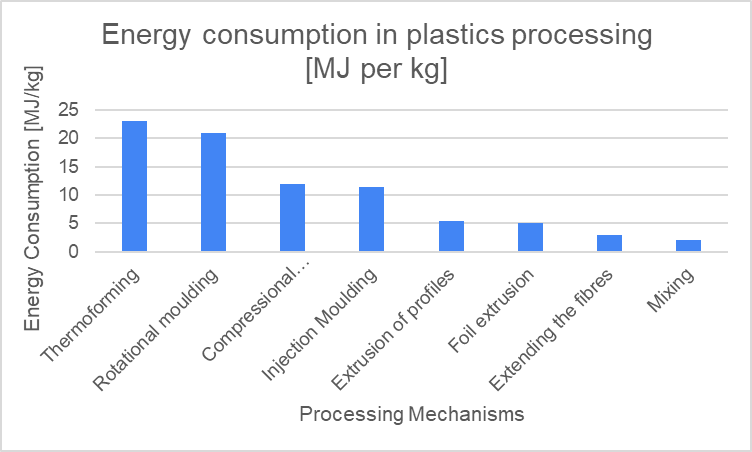 Energy consumption in plastics processing
[MJ per kg]
Energy Consumption [MJ/kg]
25
20
15
10
5
0
Thermoforming
Rotational moulding
Compressional…
Injection Moulding
Extrusion of profiles
Foil extrusion
Extending the fibres
Mixing
Processing Mechanisms